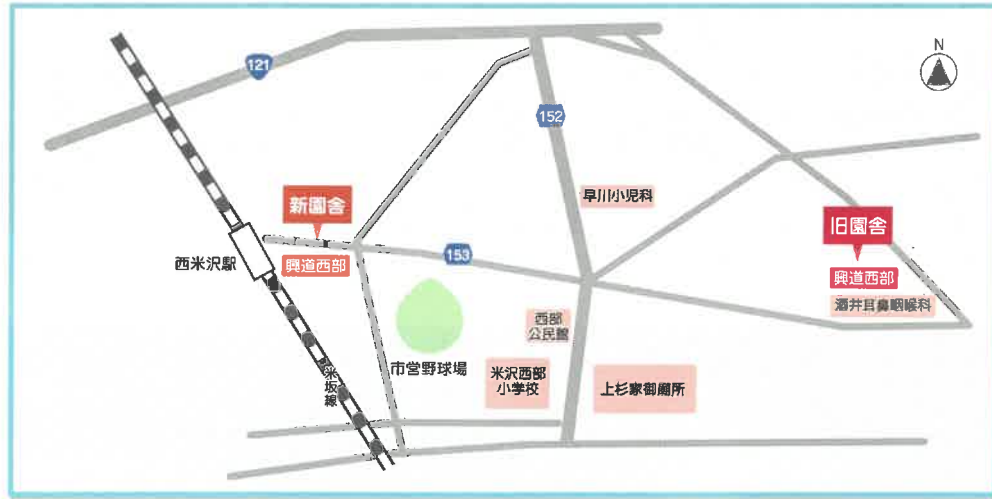 N
121
152
早川小児科
新園舎
旧園舎
西米沢駅
興道西部
153
興道西部
酒井耳鼻咽喉科
西部
公民館
市営野球場
米坂線
米沢西部
小学校
上杉家御廟所